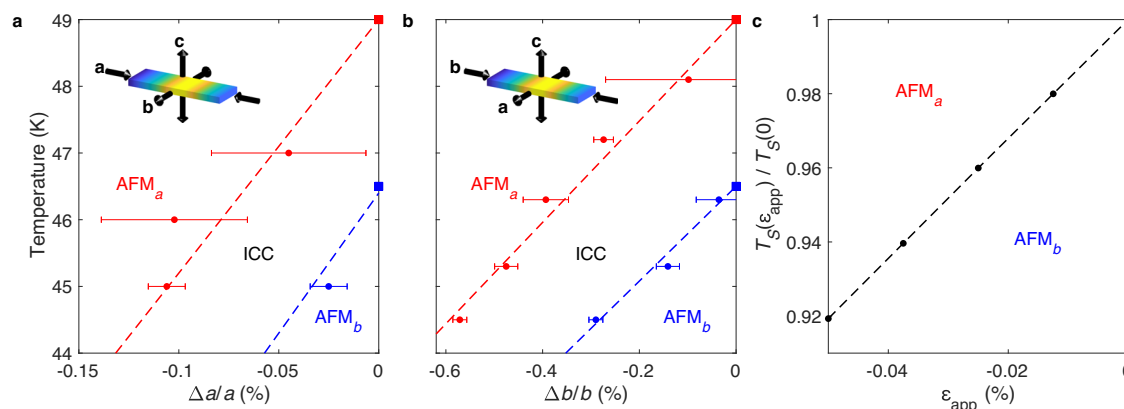 a
49
48
47
46
45
44
Temperature (K)
c
a
b
AFMa
ICC
AFMb
-0.15
-0.1
-0.05
0
Δa/a (%)
b
c
b
a
AFMa
ICC
AFMb
-0.6
-0.4
-0.2
0
Δb/b (%)
c
1
0.98
0.96
0.94
0.92
TS(εapp) / TS(0)
AFMa
AFMb
-0.04
-0.02
εapp (%)